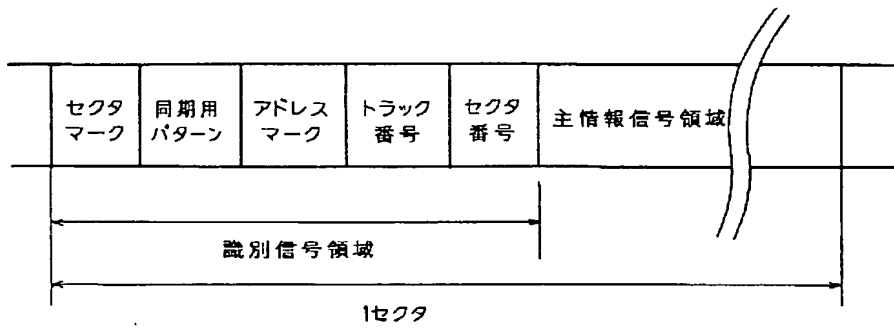 セクタ
マーク
同期用
パターン
アドレス
マーク
トラック
番号
セクタ
番号
主情報信号領域
識別信号領域
1セクタ